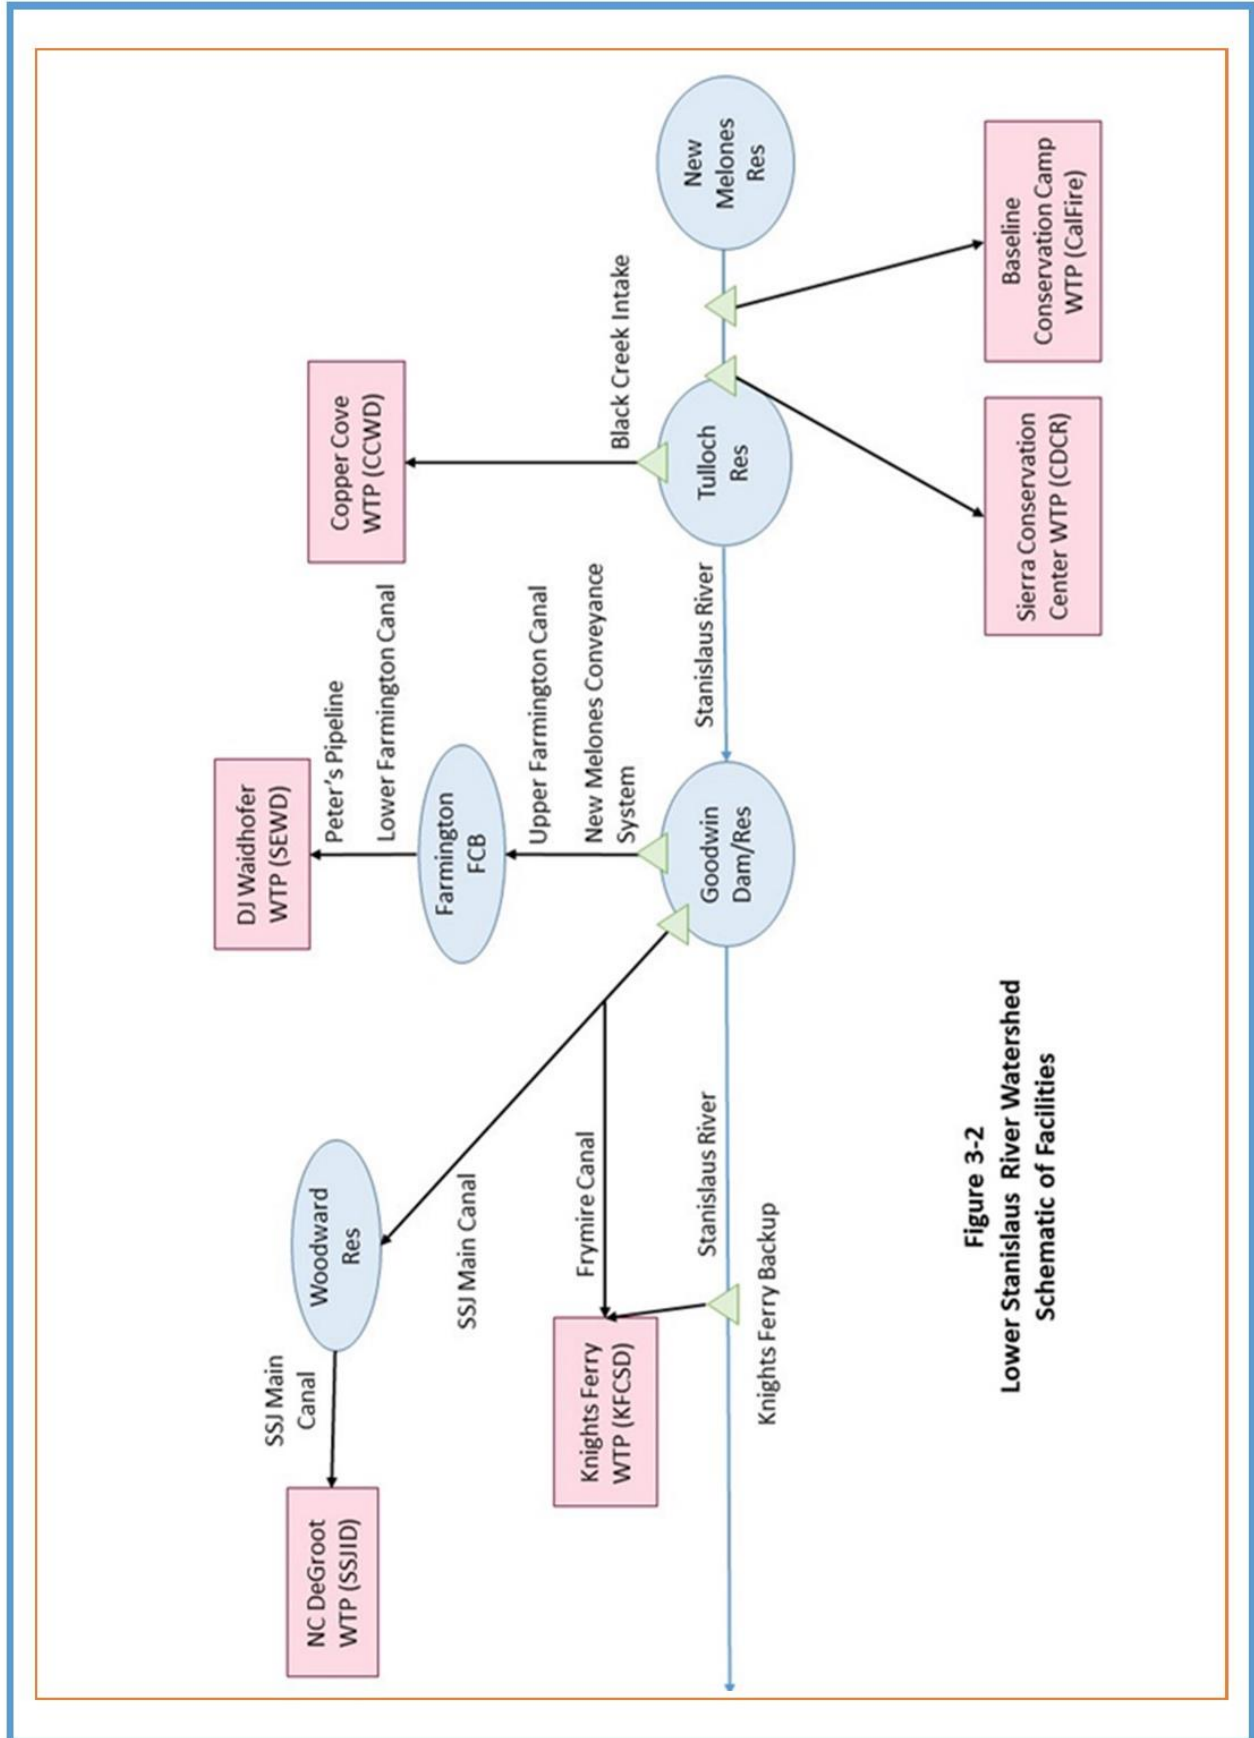 NC DeGroot
WTP (SSJID)
SSJ Main
Canal
Woodward
Res
SSJ Main Canal
Knights Ferry
WTP (KFCSD)
Frymire Canal
Stanislaus River
Knights Ferry Backup
DJ Waidhofer
WTP (SEWD)
Peter's Pipeline
Lower Farmington Canal
Farmington
FCB
Upper Farmington Canal
New Melones Conveyance
System
Goodwin
Dam/Res
Stanislaus River
Copper Cove
WTP (CCWD)
Black Creek Intake
Tulloch
Res
New
Melones
Res
Sierra Conservation
Center WTP (CDCR)
Baseline
Conservation Camp
WTP (CalFire)
Figure 3-2
Lower Stanislaus River Watershed
Schematic of Facilities